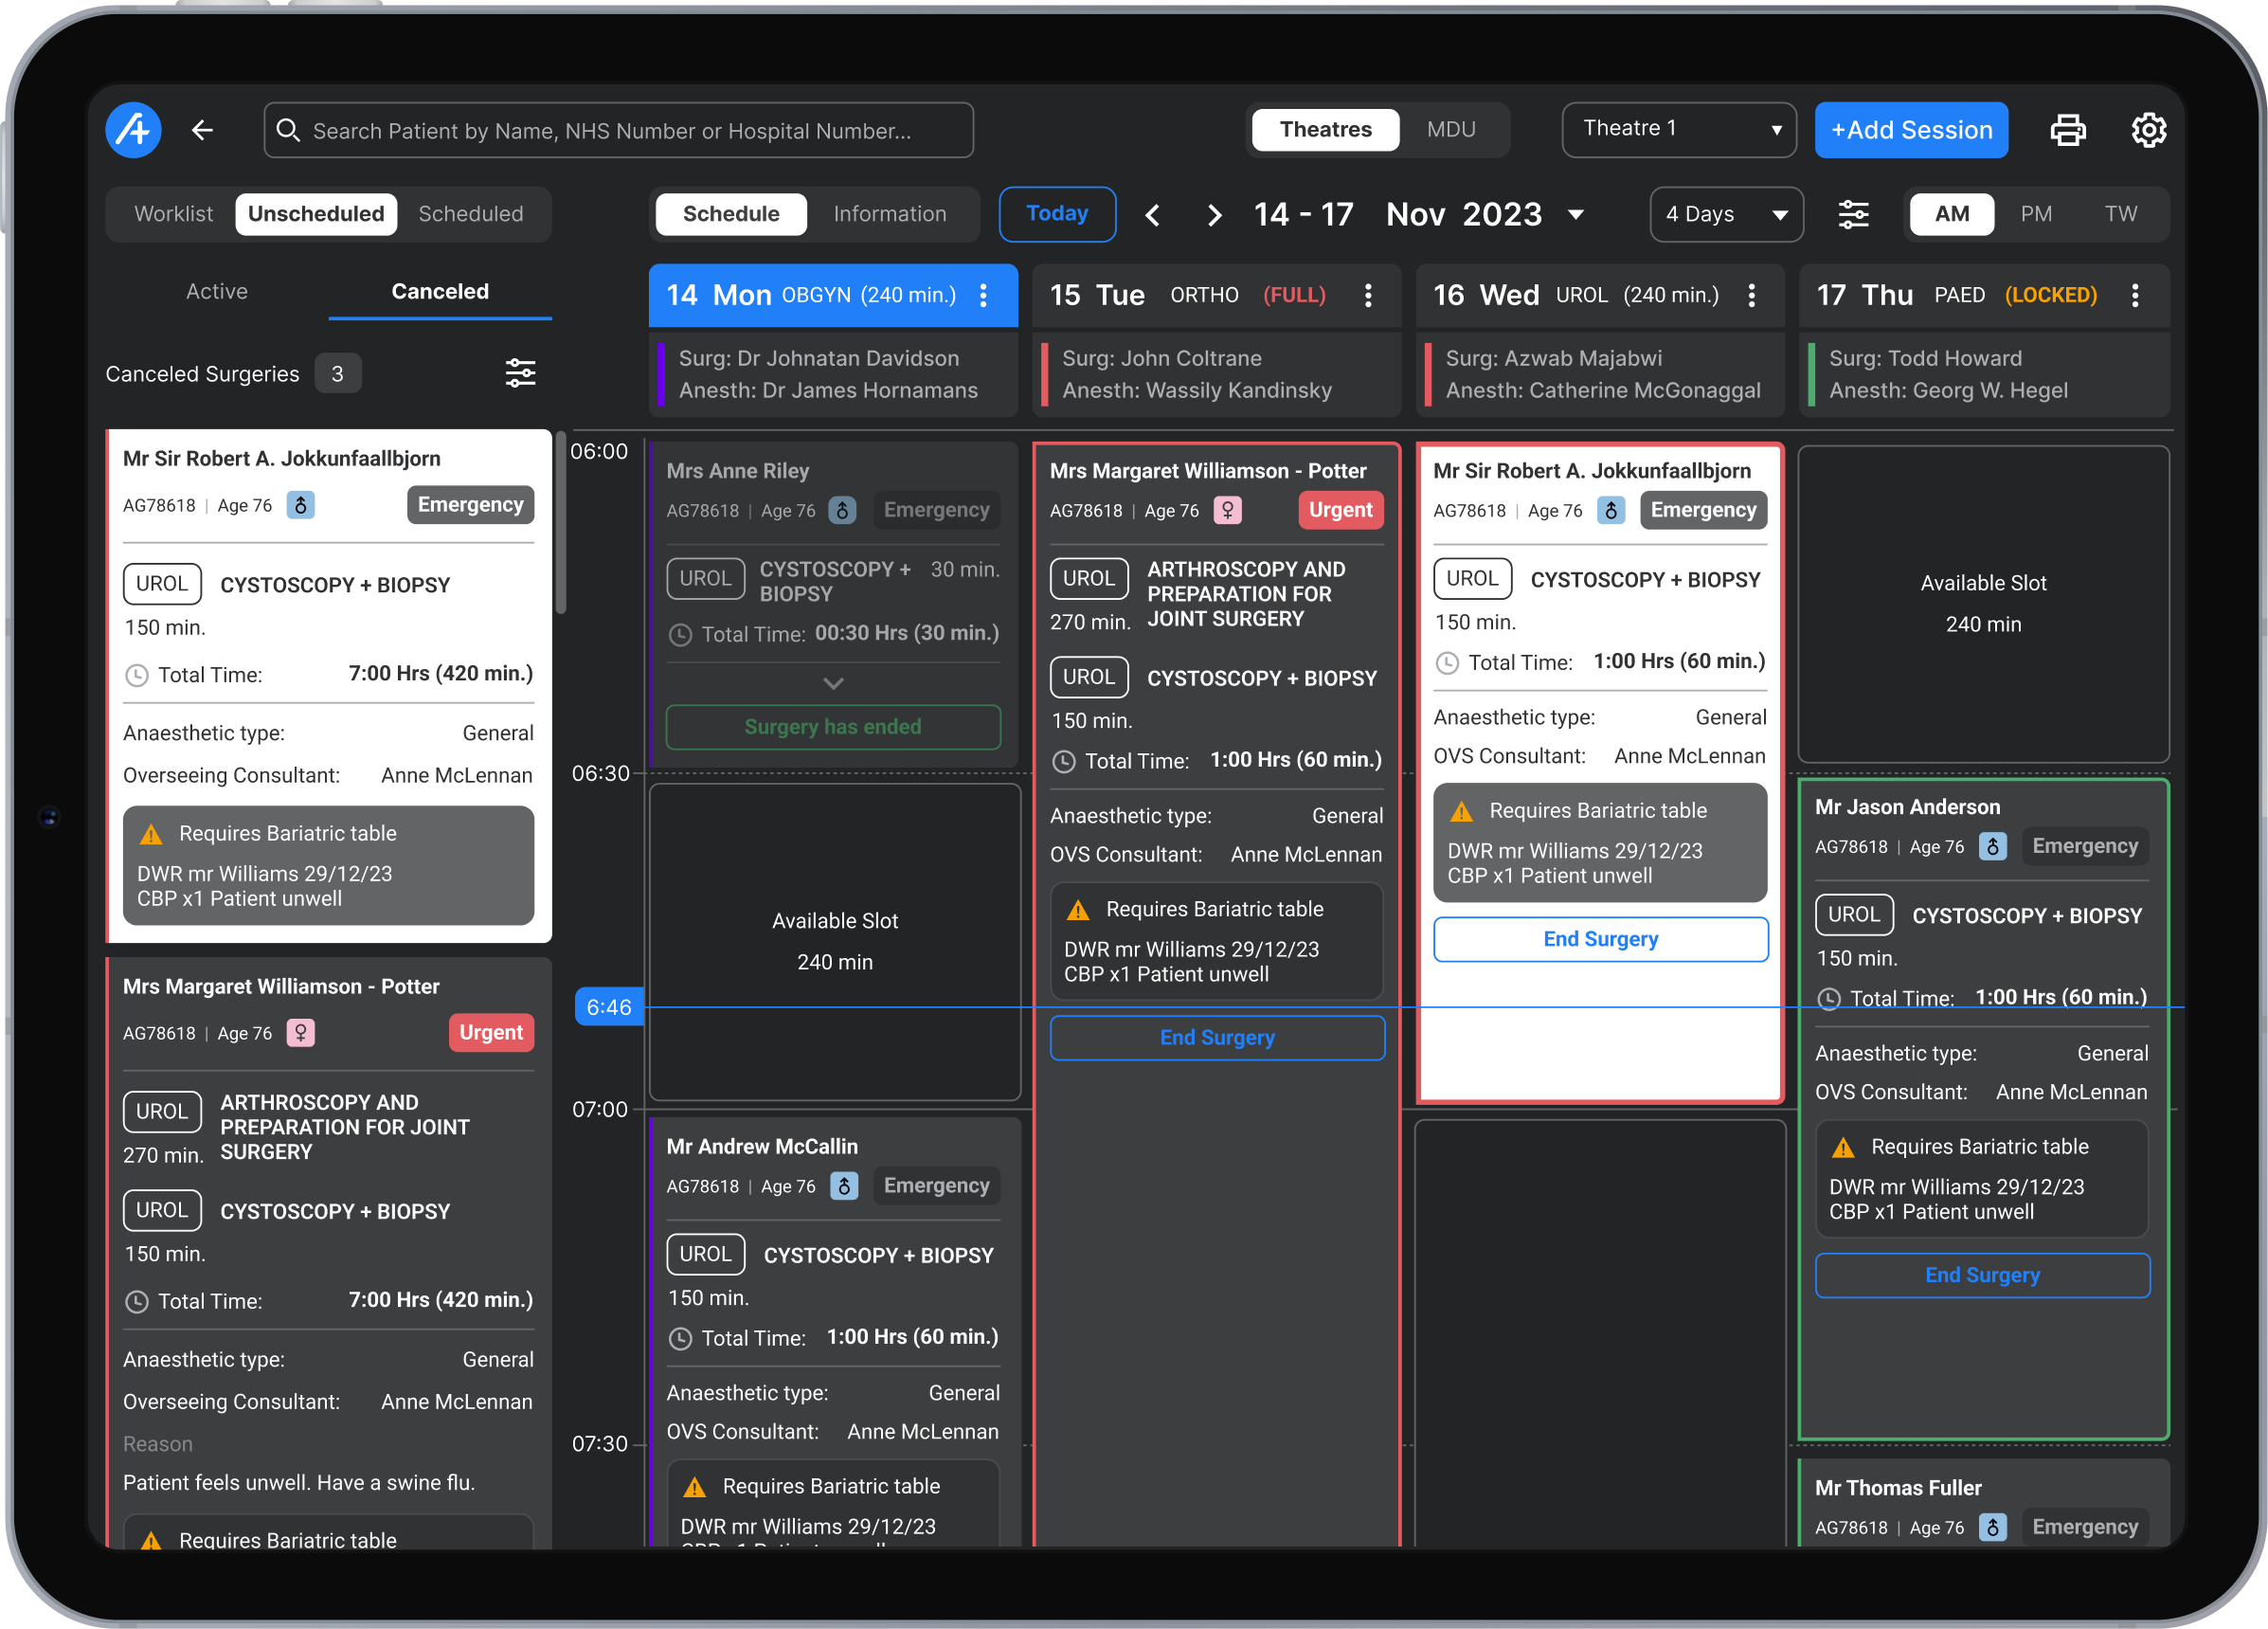 Search Patient by Name, NHS Number or Hospital Number...
Theatres
MDU
Theatre 1
+Add Session
Worklist
Unscheduled
Scheduled
Schedule
Information
Today
14 - 17 Nov 2023
4 Days
AM
PM
TW
Active
Canceled
Canceled Surgeries 3
Mr Sir Robert A. Jokkunfaallbjorn
AG78618 | Age 76
Emergency
UROL CYSTOSCOPY + BIOPSY
150 min.
Total Time: 7:00 Hrs (420 min.)
Anaesthetic type: General
Overseeing Consultant: Anne McLennan
Requires Bariatric table
DWR mr Williams 29/12/23
CBP x1 Patient unwell
Mrs Margaret Williamson - Potter
AG78618 | Age 76
Urgent
UROL
ARTHROSCOPY AND
PREPARATION FOR JOINT
SURGERY
270 min.
UROL CYSTOSCOPY + BIOPSY
150 min.
Total Time: 7:00 Hrs (420 min.)
Anaesthetic type: General
Overseeing Consultant: Anne McLennan
Reason
Patient feels unwell. Have a swine flu.
Requires Bariatric table
06:00
06:30
6:46
07:00
07:30
14 Mon OBGYN (240 min.)
Surg: Dr Johnatan Davidson
Anesth: Dr James Hornamans
Mrs Anne Riley
AG78618 | Age 76
Emergency
UROL
CYSTOSCOPY +
BIOPSY
30 min.
Total Time: 00:30 Hrs (30 min.)
Surgery has ended
Available Slot
240 min
Mr Andrew McCallin
AG78618 | Age 76
Emergency
UROL CYSTOSCOPY + BIOPSY
150 min.
Total Time: 1:00 Hrs (60 min.)
Anaesthetic type: General
OVS Consultant: Anne McLennan
Requires Bariatric table
DWR mr Williams 29/12/23
15 Tue ORTHO (FULL)
Surg: John Coltrane
Anesth: Wassily Kandinsky
Mrs Margaret Williamson - Potter
AG78618 | Age 76
Urgent
UROL
ARTHROSCOPY AND
PREPARATION FOR
JOINT SURGERY
270 min.
UROL CYSTOSCOPY + BIOPSY
150 min.
Total Time: 1:00 Hrs (60 min.)
Anaesthetic type: General
OVS Consultant: Anne McLennan
Requires Bariatric table
DWR mr Williams 29/12/23
CBP x1 Patient unwell
End Surgery
16 Wed UROL (240 min.)
Surg: Azwab Majabwi
Anesth: Catherine McGonaggal
Mr Sir Robert A. Jokkunfaallbjorn
AG78618 | Age 76
Emergency
UROL CYSTOSCOPY + BIOPSY
150 min.
Total Time: 1:00 Hrs (60 min.)
Anaesthetic type: General
OVS Consultant: Anne McLennan
Requires Bariatric table
DWR mr Williams 29/12/23
CBP x1 Patient unwell
End Surgery
17 Thu PAED (LOCKED)
Surg: Todd Howard
Anesth: Georg W. Hegel
Available Slot
240 min
Mr Jason Anderson
AG78618 | Age 76
Emergency
UROL CYSTOSCOPY + BIOPSY
150 min.
Total Time: 1:00 Hrs (60 min.)
Anaesthetic type: General
OVS Consultant: Anne McLennan
Requires Bariatric table
DWR mr Williams 29/12/23
CBP x1 Patient unwell
End Surgery
Mr Thomas Fuller
AG78618 | Age 76
Emergency